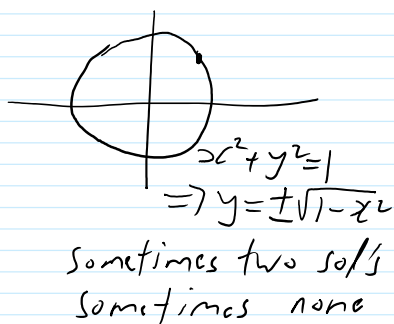 x²+y²=1
=> y=±√1-x²
sometimes two sol's
sometimes none